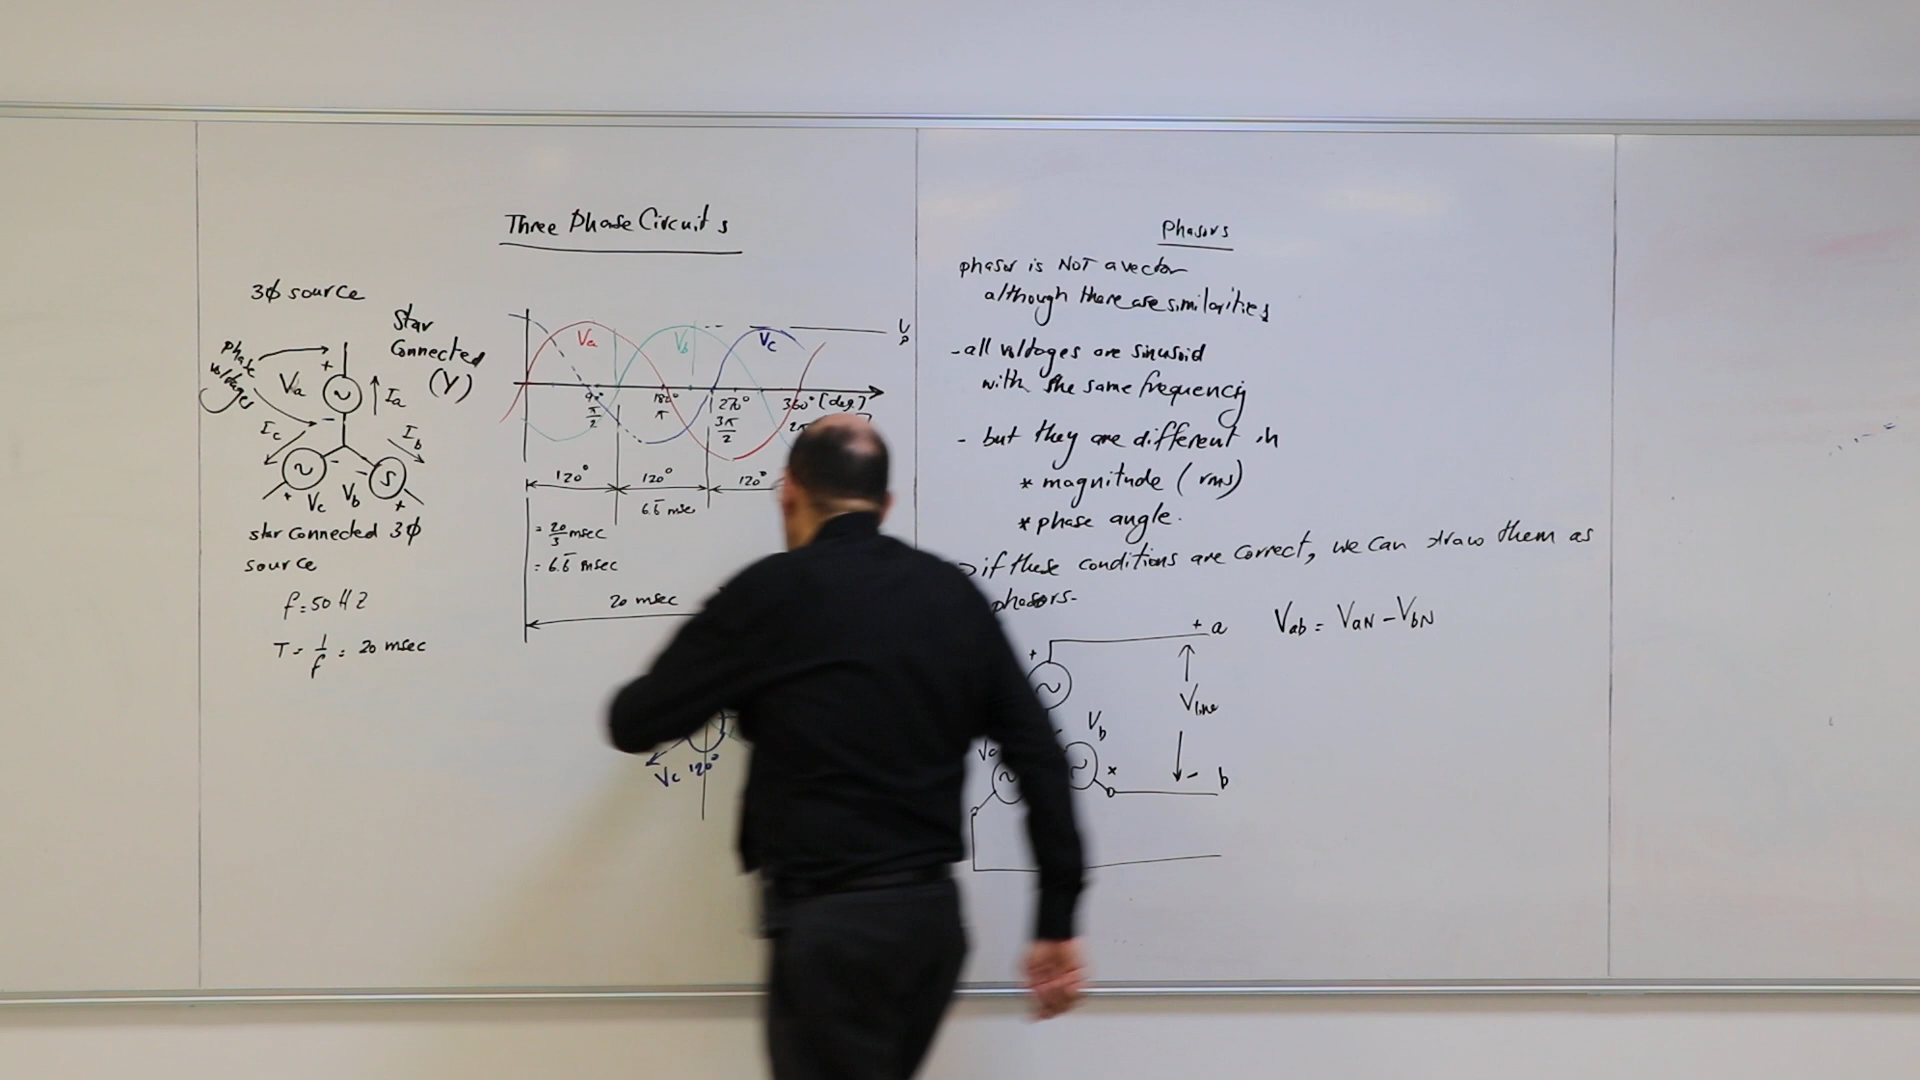 Three Phase Circuits
3ϕ source
Star
Connected
(Y)
phase
voltages
Va
+
-
Ia
Ic
Ib
+ Vc
Vb
+
star connected 3ϕ
source
f = 50 HZ
T = 1/f = 20 msec
Va
Vb
Vc
90° 180° 270° 360° [deg.]
π/2 π 3π/2
120° 120° 120°
6.6̅ msec
= 20/3 msec
= 6.6̅ msec
20 msec
Vc 120°
Phasors
phasor is NOT a vector
although there are similarities
- all voltages are sinusoid
with the same frequency
- but they are different in
* magnitude (rms)
* phase angle.
if these conditions are correct, we can draw them as
phasors.
+ a
Vab = VaN - VbN
+
Vline
Vb
Vc
- b